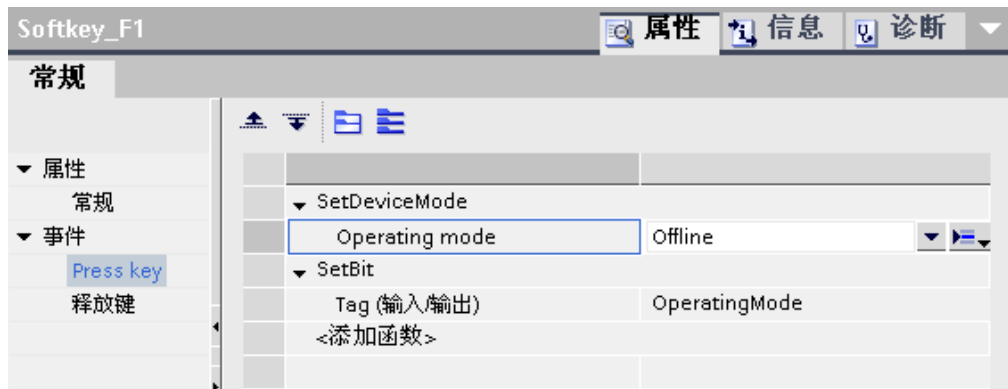 Softkey_F1 属性 信息 诊断
常规
属性
SetDeviceMode
常规
Operating mode Offline
事件
SetBit
Press key
Tag (输入/输出) OperatingMode
释放键
<添加函数>